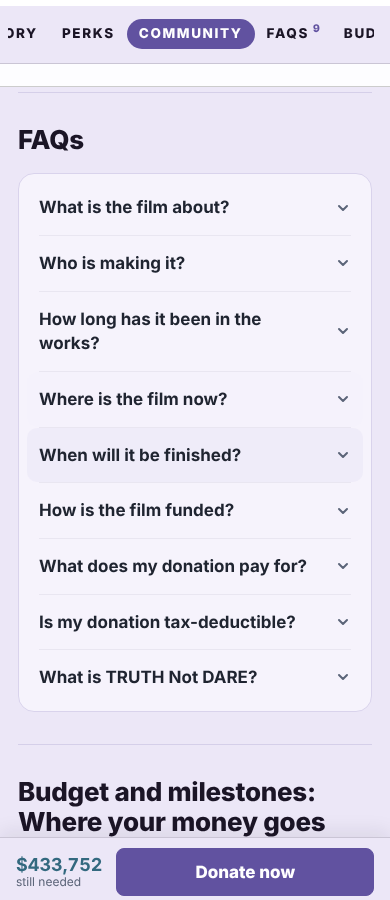 ORY PERKS COMMUNITY FAQS 9 BUD
FAQs
What is the film about?
Who is making it?
How long has it been in the
works?
Where is the film now?
When will it be finished?
How is the film funded?
What does my donation pay for?
Is my donation tax-deductible?
What is TRUTH Not DARE?
Budget and milestones:
Where your money goes
$433,752
still needed
Donate now